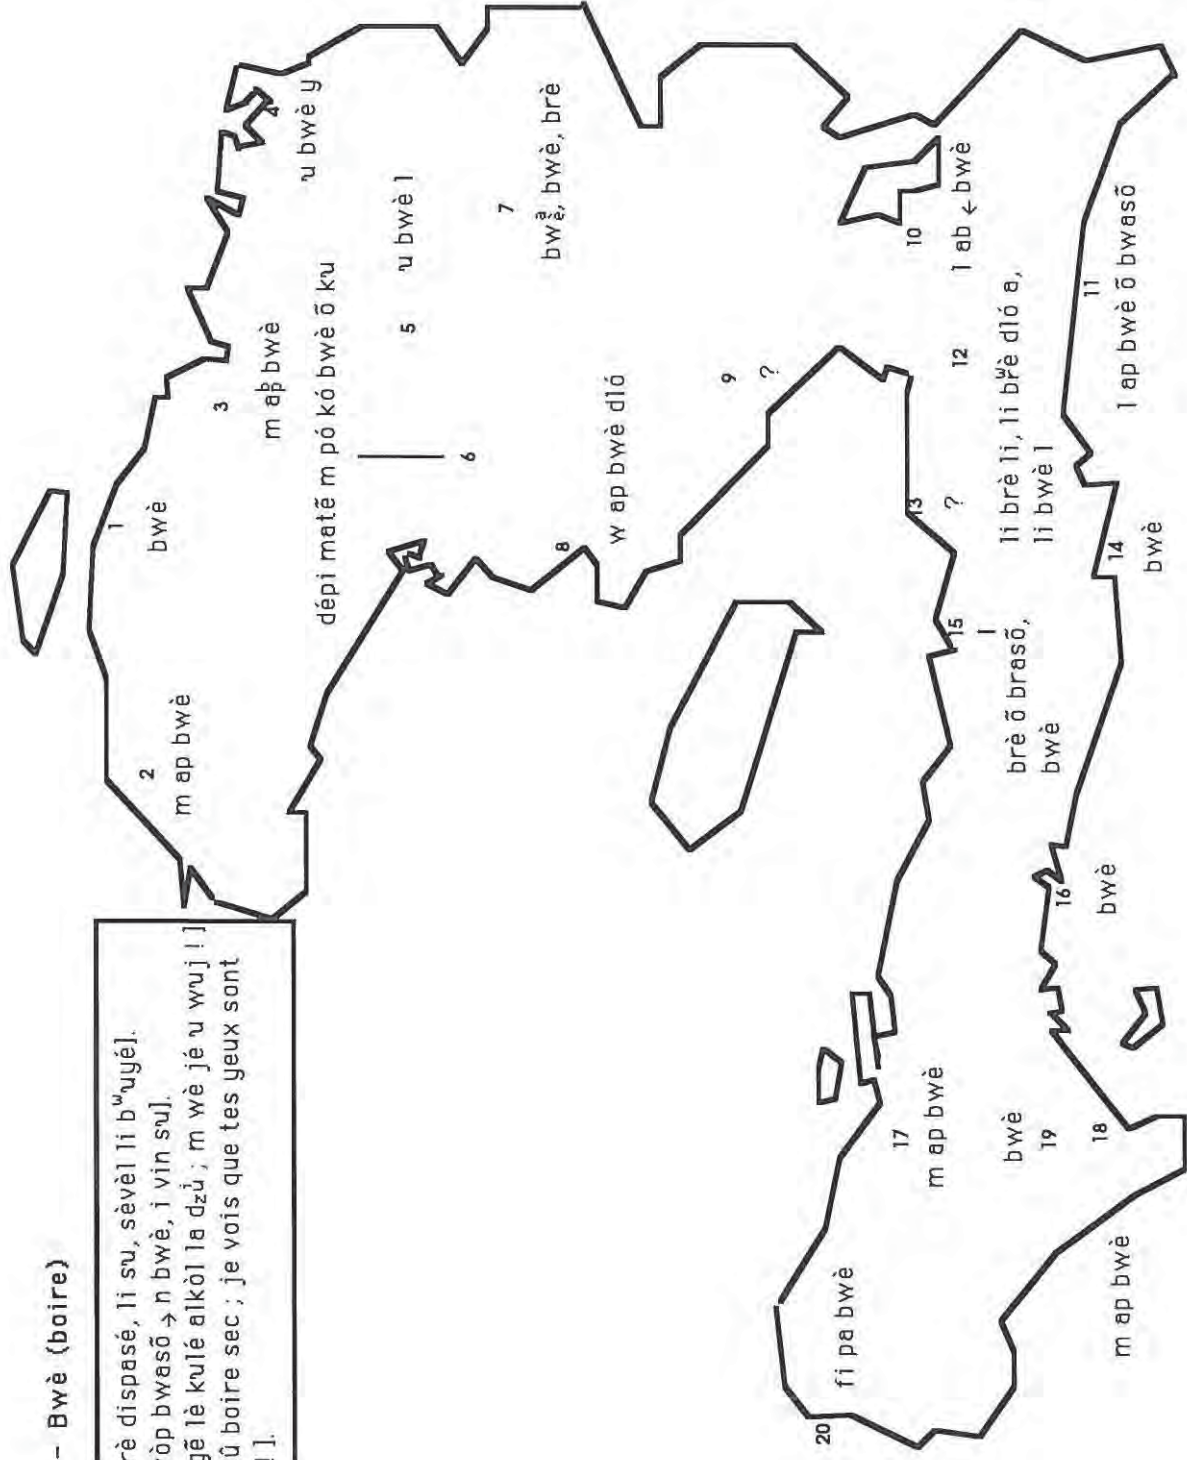 – Bwè (boire)
rè dispasé, li su, sèvèl li bʷuyé].
òp bwasõ → n bwè, i vin su].
gẽ lè kulé alkòl la dzu; m wè jé u wuj !]
û boire sec ; je vois que tes yeux sont
].
1
bwè
2
m ap bwè
3
m ap bwè
4
u bwè y
dépi matẽ m pó kó bwè õ ku
5
u bwè l
6
7
bwè, bwè, brè
8
w ap bwè dló
9
?
10
l ab ← bwè
11
l ap bwè õ bwasõ
12
li brè li, li brè dló a,
li bwè l
13
?
14
bwè
15
brè õ brasõ,
bwè
16
bwè
17
m ap bwè
18
m ap bwè
bwè
19
20
fi pa bwè